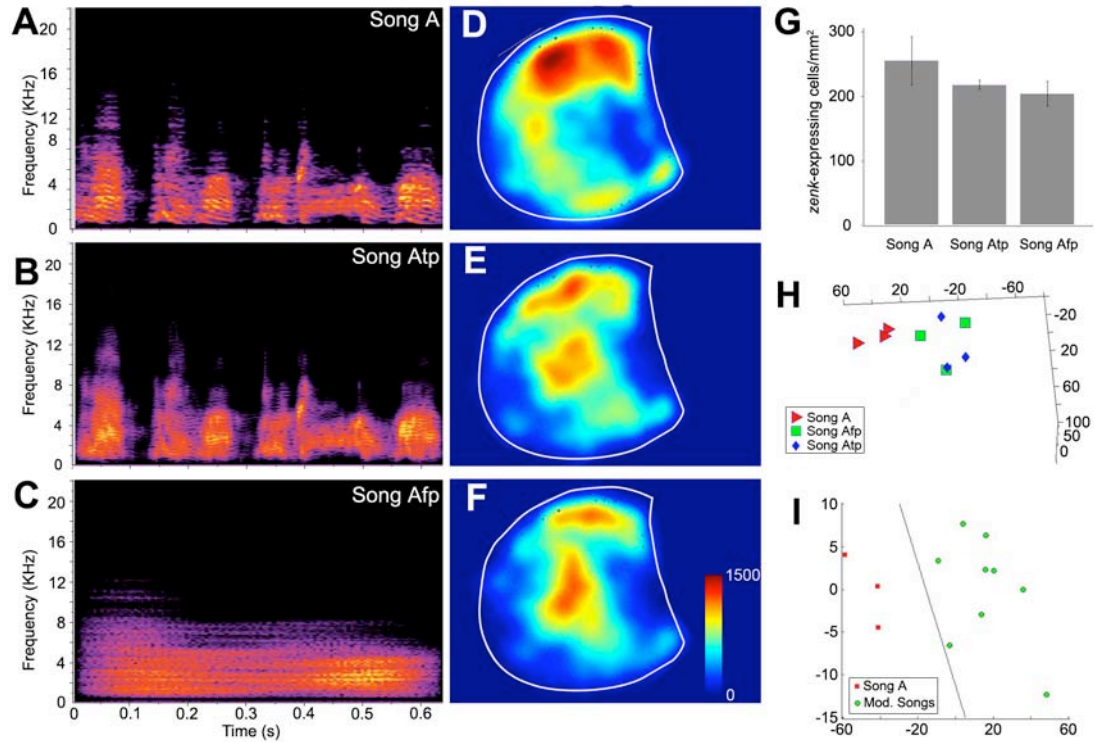 A
Song A
Frequency (KHz)
20
16
12
8
4
0
B
Song Atp
Frequency (KHz)
20
16
12
8
4
0
C
Song Afp
Frequency (KHz)
20
16
12
8
4
0
0 0.1 0.2 0.3 0.4 0.5 0.6
Time (s)
D
E
F
1500
0
G
zenk-expressing cells/mm²
300
200
100
0
Song A Song Atp Song Afp
H
60 20 -20 -60
-20
20
60
100
50
0
Song A
Song Afp
Song Atp
I
10
5
0
-5
-10
-15
Song A
Mod. Songs
-60 -20 20 60